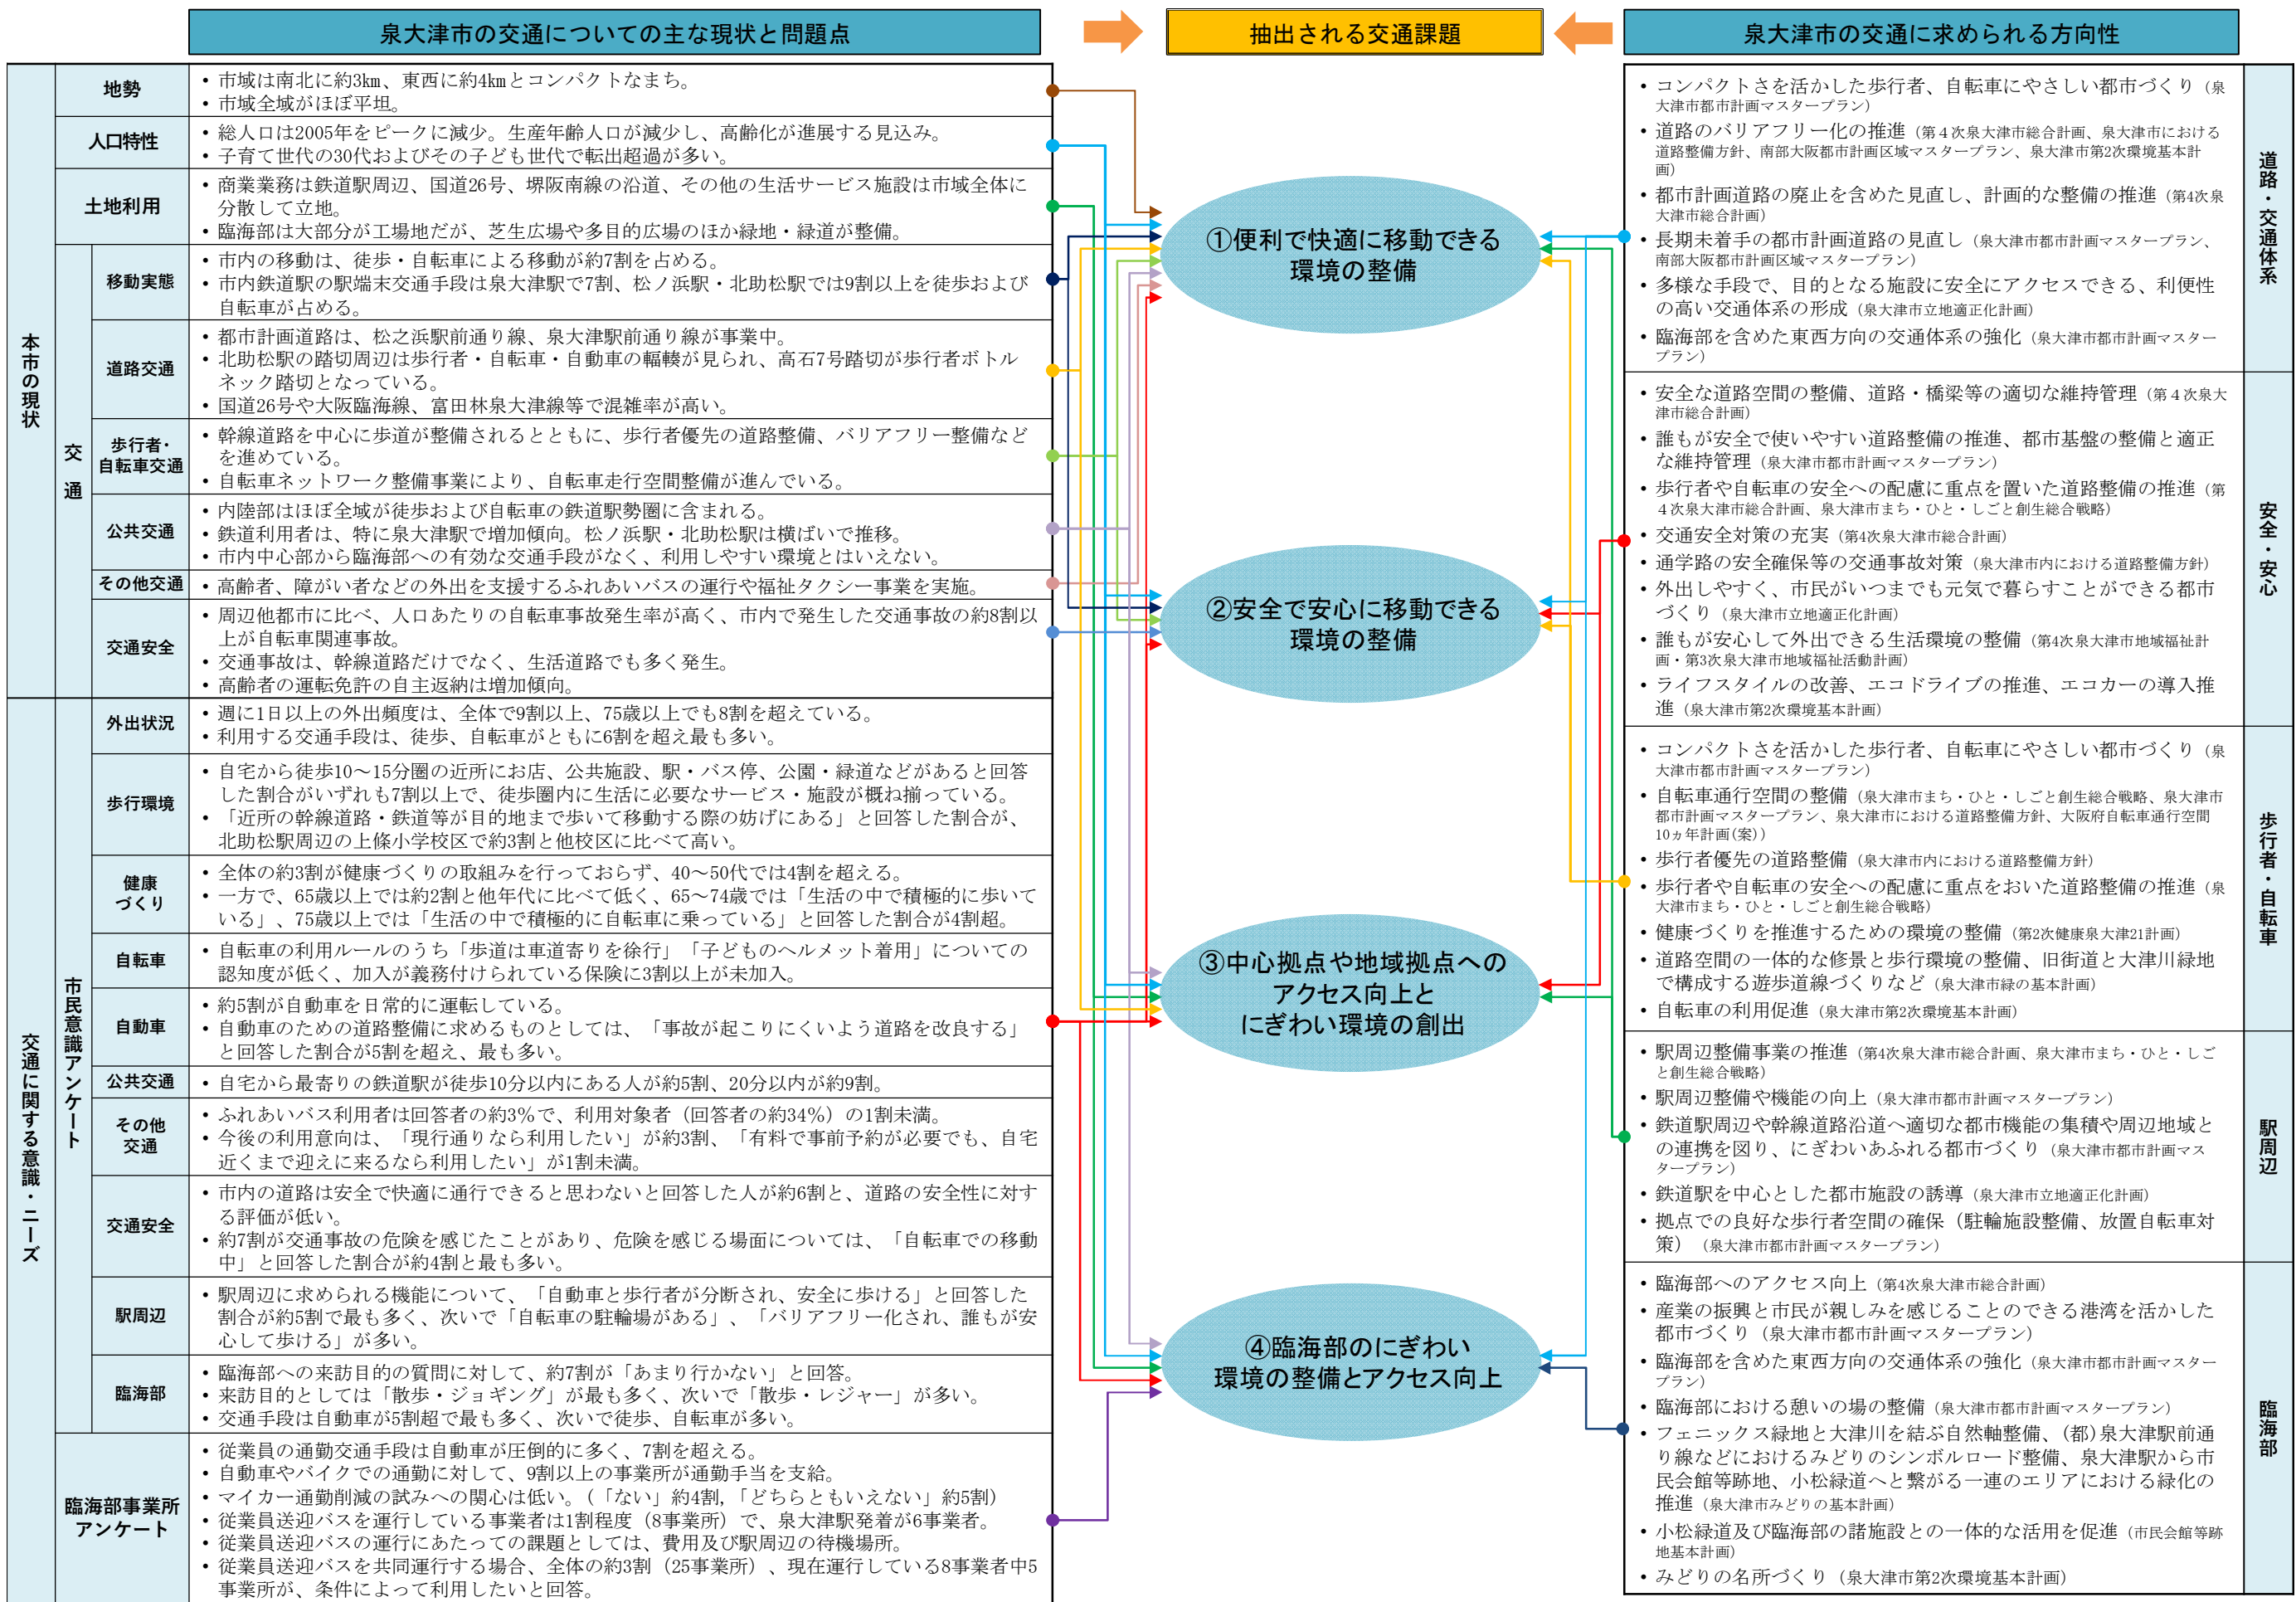 泉大津市の交通についての主な現状と問題点
抽出される交通課題
泉大津市の交通に求められる方向性
本市の現状
地勢
・市域は南北に約3㎞、東西に約4㎞とコンパクトなまち。
・市域全域がほぼ平坦。
人口特性
・総人口は2005年をピークに減少。生産年齢人口が減少し、高齢化が進展する見込み。
・子育て世代の30代およびその子ども世代で転出超過が多い。
土地利用
・商業業務は鉄道駅周辺、国道26号、堺阪南線の沿道、その他の生活サービス施設は市域全体に
分散して立地。
・臨海部は大部分が工場地だが、芝生広場や多目的広場のほか緑地・緑道が整備。
交通
移動実態
・市内の移動は、徒歩・自転車による移動が約7割を占める。
・市内鉄道駅の駅端末交通手段は泉大津駅で7割、松ノ浜駅・北助松駅では9割以上を徒歩および
自転車が占める。
道路交通
・都市計画道路は、松之浜駅前通り線、泉大津駅前通り線が事業中。
・北助松駅の踏切周辺は歩行者・自転車・自動車の輻輳が見られ、高石7号踏切が歩行者ボトル
ネック踏切となっている。
・国道26号や大阪臨海線、富田林泉大津線等で混雑率が高い。
歩行者・
自転車交通
・幹線道路を中心に歩道が整備されるとともに、歩行者優先の道路整備、バリアフリー整備など
を進めている。
・自転車ネットワーク整備事業により、自転車走行空間整備が進んでいる。
公共交通
・内陸部はほぼ全域が徒歩および自転車の鉄道駅勢圏に含まれる。
・鉄道利用者は、特に泉大津駅で増加傾向。松ノ浜駅・北助松駅は横ばいで推移。
・市内中心部から臨海部への有効な交通手段がなく、利用しやすい環境とはいえない。
その他交通
・高齢者、障がい者などの外出を支援するふれあいバスの運行や福祉タクシー事業を実施。
交通安全
・周辺他都市に比べ、人口あたりの自転車事故発生率が高く、市内で発生した交通事故の約8割以
上が自転車関連事故。
・交通事故は、幹線道路だけでなく、生活道路でも多く発生。
・高齢者の運転免許の自主返納は増加傾向。
交通に関する意識・ニーズ
市民意識アンケート
外出状況
・週に1日以上の外出頻度は、全体で9割以上、75歳以上でも8割を超えている。
・利用する交通手段は、徒歩、自転車がともに6割を超え最も多い。
歩行環境
・自宅から徒歩10～15分圏の近所にお店、公共施設、駅・バス停、公園・緑道などがあると回答
した割合がいずれも7割以上で、徒歩圏内に生活に必要なサービス・施設が概ね揃っている。
・「近所の幹線道路・鉄道等が目的地まで歩いて移動する際の妨げにある」と回答した割合が、
北助松駅周辺の上條小学校区で約3割と他校区に比べて高い。
健康
づくり
・全体の約3割が健康づくりの取組みを行っておらず、40～50代では4割を超える。
・一方で、65歳以上では約2割と他年代に比べて低く、65～74歳では「生活の中で積極的に歩いて
いる」、75歳以上では「生活の中で積極的に自転車に乗っている」と回答した割合が4割超。
自転車
・自転車の利用ルールのうち「歩道は車道寄りを徐行」「子どものヘルメット着用」についての
認知度が低く、加入が義務付けられている保険に3割以上が未加入。
自動車
・約5割が自動車を日常的に運転している。
・自動車のための道路整備に求めるものとしては、「事故が起こりにくいよう道路を改良する」
と回答した割合が5割を超え、最も多い。
公共交通
・自宅から最寄りの鉄道駅が徒歩10分以内にある人が約5割、20分以内が約9割。
その他
交通
・ふれあいバス利用者は回答者の約3%で、利用対象者（回答者の約34%）の1割未満。
・今後の利用意向は、「現行通りなら利用したい」が約3割、「有料で事前予約が必要でも、自宅
近くまで迎えに来るなら利用したい」が1割未満。
交通安全
・市内の道路は安全で快適に通行できると思わないと回答した人が約6割と、道路の安全性に対す
る評価が低い。
・約7割が交通事故の危険を感じたことがあり、危険を感じる場面については、「自転車での移動
中」と回答した割合が約4割と最も多い。
駅周辺
・駅周辺に求められる機能について、「自動車と歩行者が分断され、安全に歩ける」と回答した
割合が約5割で最も多く、次いで「自転車の駐輪場がある」、「バリアフリー化され、誰もが安
心して歩ける」が多い。
臨海部
・臨海部への来訪目的の質問に対して、約7割が「あまり行かない」と回答。
・来訪目的としては「散歩・ジョギング」が最も多く、次いで「散歩・レジャー」が多い。
・交通手段は自動車が5割超で最も多く、次いで徒歩、自転車が多い。
臨海部事業所
アンケート
・従業員の通勤交通手段は自動車が圧倒的に多く、7割を超える。
・自動車やバイクでの通勤に対して、9割以上の事業所が通勤手当を支給。
・マイカー通勤削減の試みへの関心は低い。(「ない」約4割,「どちらともいえない」約5割)
・従業員送迎バスを運行している事業者は1割程度（8事業所）で、泉大津駅発着が6事業者。
・従業員送迎バスの運行にあたっての課題としては、費用及び駅周辺の待機場所。
・従業員送迎バスを共同運行する場合、全体の約3割（25事業所）、現在運行している8事業者中5
事業所が、条件によって利用したいと回答。
①便利で快適に移動できる
環境の整備
②安全で安心に移動できる
環境の整備
③中心拠点や地域拠点への
アクセス向上と
にぎわい環境の創出
④臨海部のにぎわい
環境の整備とアクセス向上
・コンパクトさを活かした歩行者、自転車にやさしい都市づくり（泉
大津市都市計画マスタープラン）
・道路のバリアフリー化の推進（第４次泉大津市総合計画、泉大津市における
道路整備方針、南部大阪都市計画区域マスタープラン、泉大津市第2次環境基本計
画）
・都市計画道路の廃止を含めた見直し、計画的な整備の推進（第4次泉
大津市総合計画）
・長期未着手の都市計画道路の見直し（泉大津市都市計画マスタープラン、
南部大阪都市計画区域マスタープラン）
・多様な手段で、目的となる施設に安全にアクセスできる、利便性
の高い交通体系の形成（泉大津市立地適正化計画）
・臨海部を含めた東西方向の交通体系の強化（泉大津市都市計画マスター
プラン）
道路・交通体系
・安全な道路空間の整備、道路・橋梁等の適切な維持管理（第４次泉大
津市総合計画）
・誰もが安全で使いやすい道路整備の推進、都市基盤の整備と適正
な維持管理（泉大津市都市計画マスタープラン）
・歩行者や自転車の安全への配慮に重点を置いた道路整備の推進（第
４次泉大津市総合計画、泉大津市まち・ひと・しごと創生総合戦略）
・交通安全対策の充実（第4次泉大津市総合計画）
・通学路の安全確保等の交通事故対策（泉大津市内における道路整備方針）
・外出しやすく、市民がいつまでも元気で暮らすことができる都市
づくり（泉大津市立地適正化計画）
・誰もが安心して外出できる生活環境の整備（第4次泉大津市地域福祉計
画・第3次泉大津市地域福祉活動計画）
・ライフスタイルの改善、エコドライブの推進、エコカーの導入推
進（泉大津市第2次環境基本計画）
安全・安心
・コンパクトさを活かした歩行者、自転車にやさしい都市づくり（泉
大津市都市計画マスタープラン）
・自転車通行空間の整備（泉大津市まち・ひと・しごと創生総合戦略、泉大津市
都市計画マスタープラン、泉大津市における道路整備方針、大阪府自転車通行空間
10ヵ年計画(案)）
・歩行者優先の道路整備（泉大津市内における道路整備方針）
・歩行者や自転車の安全への配慮に重点をおいた道路整備の推進（泉
大津市まち・ひと・しごと創生総合戦略）
・健康づくりを推進するための環境の整備（第2次健康泉大津21計画）
・道路空間の一体的な修景と歩行環境の整備、旧街道と大津川緑地
で構成する遊歩道線づくりなど（泉大津市緑の基本計画）
・自転車の利用促進（泉大津市第2次環境基本計画）
歩行者・自転車
・駅周辺整備事業の推進（第4次泉大津市総合計画、泉大津市まち・ひと・しご
と創生総合戦略）
・駅周辺整備や機能の向上（泉大津市都市計画マスタープラン）
・鉄道駅周辺や幹線道路沿道へ適切な都市機能の集積や周辺地域と
の連携を図り、にぎわいあふれる都市づくり（泉大津市都市計画マス
タープラン）
・鉄道駅を中心とした都市施設の誘導（泉大津市立地適正化計画）
・拠点での良好な歩行者空間の確保（駐輪施設整備、放置自転車対
策）（泉大津市都市計画マスタープラン）
駅周辺
・臨海部へのアクセス向上（第4次泉大津市総合計画）
・産業の振興と市民が親しみを感じることのできる港湾を活かした
都市づくり（泉大津市都市計画マスタープラン）
・臨海部を含めた東西方向の交通体系の強化（泉大津市都市計画マスター
プラン）
・臨海部における憩いの場の整備（泉大津市都市計画マスタープラン）
・フェニックス緑地と大津川を結ぶ自然軸整備、(都)泉大津駅前通
り線などにおけるみどりのシンボルロード整備、泉大津駅から市
民会館等跡地、小松緑道へと繋がる一連のエリアにおける緑化の
推進（泉大津市みどりの基本計画）
・小松緑道及び臨海部の諸施設との一体的な活用を促進（市民会館等跡
地基本計画）
・みどりの名所づくり（泉大津市第2次環境基本計画）
臨海部